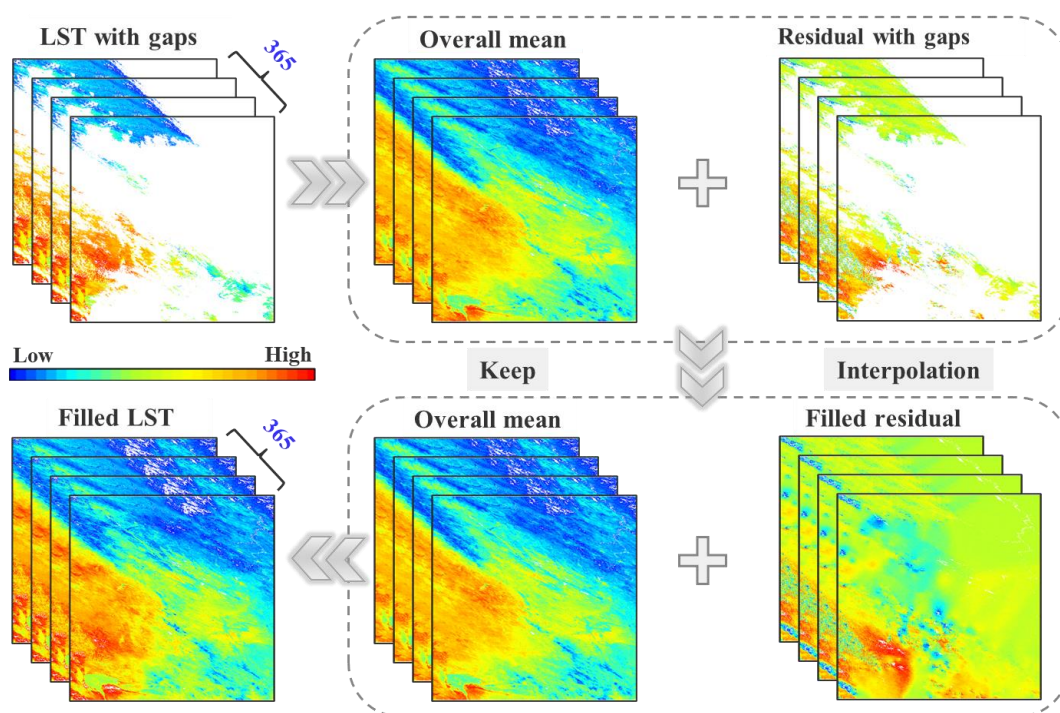 LST with gaps
365
Overall mean
Residual with gaps
Low
High
Keep
Interpolation
Filled LST
365
Overall mean
Filled residual